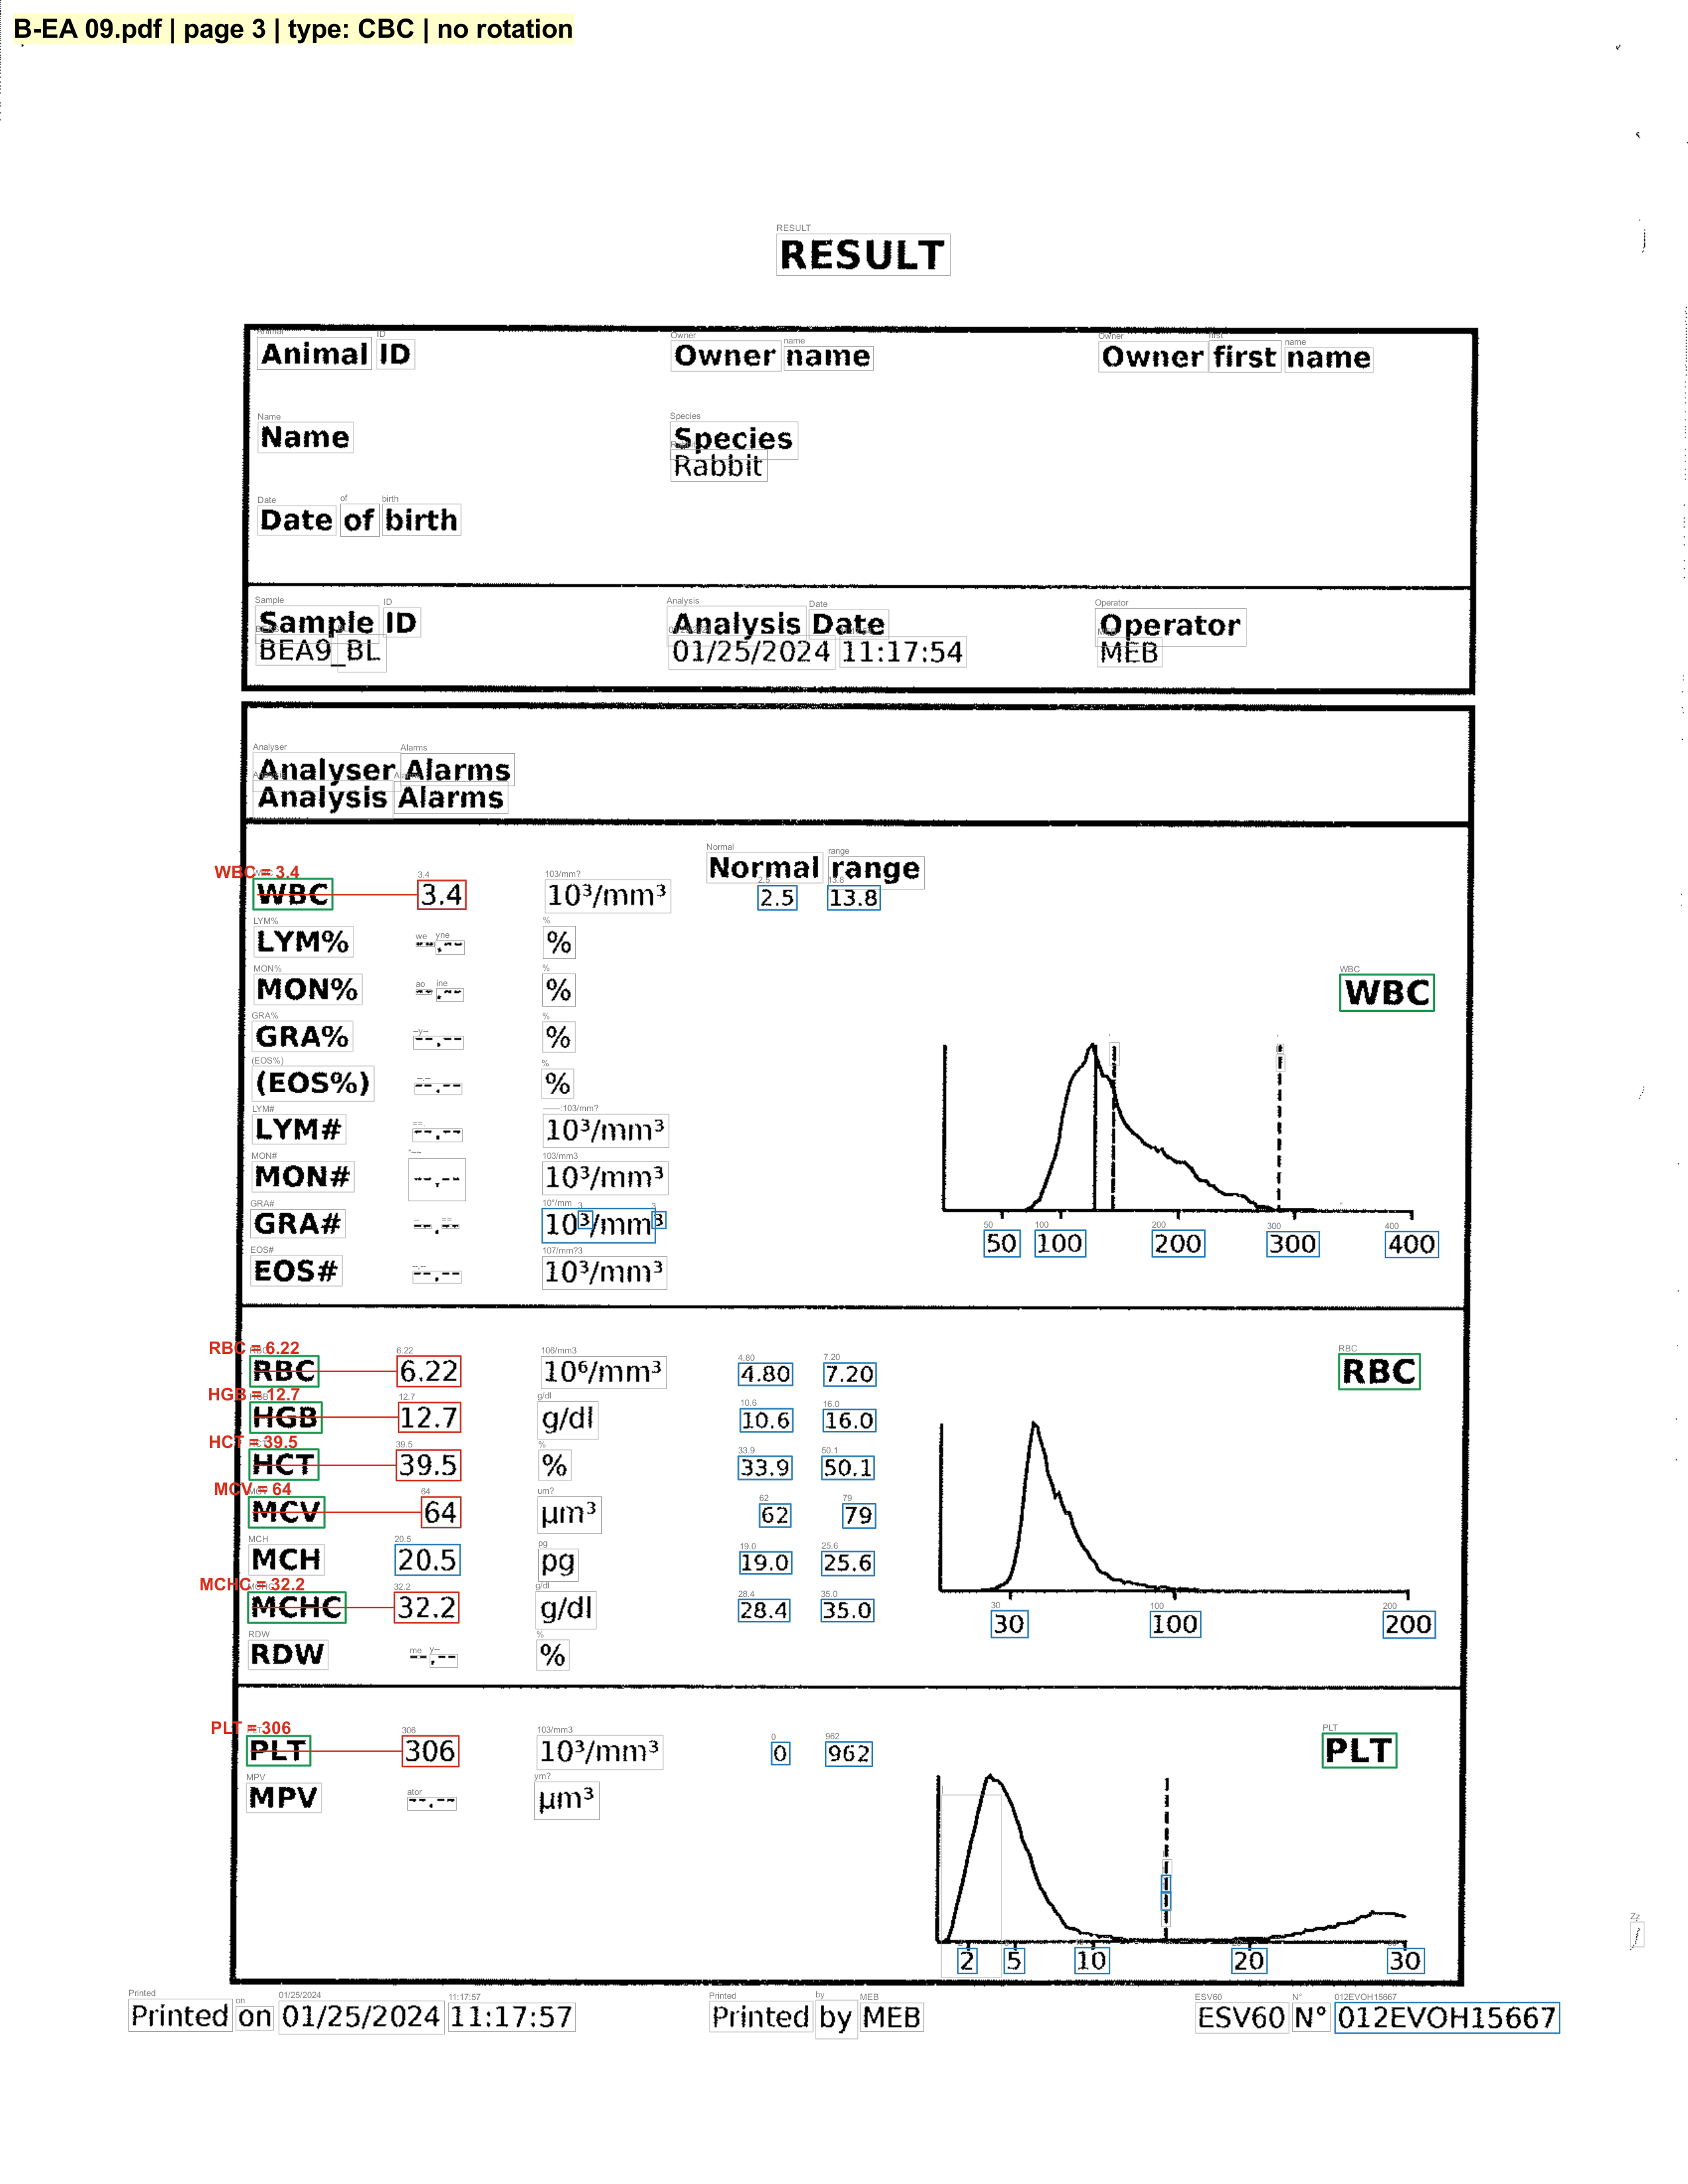 B-EA 09.pdf | page 3 | type: CBC | no rotation
RESULT
Animal ID Owner name Owner first name
Name Species
Rabbit
Date of birth
Sample ID Analysis Date Operator
BEA9_BL 01/25/2024 11:17:54 MEB
Analyser Alarms
Analysis Alarms
Normal range
WBC = 3.4
WBC 3.4 10³/mm³ 2.5 13.8
LYM% --.-- %
MON% --.-- %
WBC
GRA% --.-- %
(EOS%) --.-- %
LYM# --.-- 10³/mm³
MON# --.-- 10³/mm³
GRA# --.-- 10³/mm³
50 100 200 300 400
EOS# --.-- 10³/mm³
RBC = 6.22
RBC 6.22 10⁶/mm³ 4.80 7.20 RBC
HGB = 12.7
HGB 12.7 g/dl 10.6 16.0
HCT = 39.5
HCT 39.5 % 33.9 50.1
MCV = 64
MCV 64 µm³ 62 79
MCH 20.5 pg 19.0 25.6
MCHC = 32.2
MCHC 32.2 g/dl 28.4 35.0
30 100 200
RDW --.-- %
PLT = 306
PLT 306 10³/mm³ 0 962 PLT
MPV --.-- µm³
2 5 10 20 30
Printed on 01/25/2024 11:17:57 Printed by MEB ESV60 N° 012EVOH15667